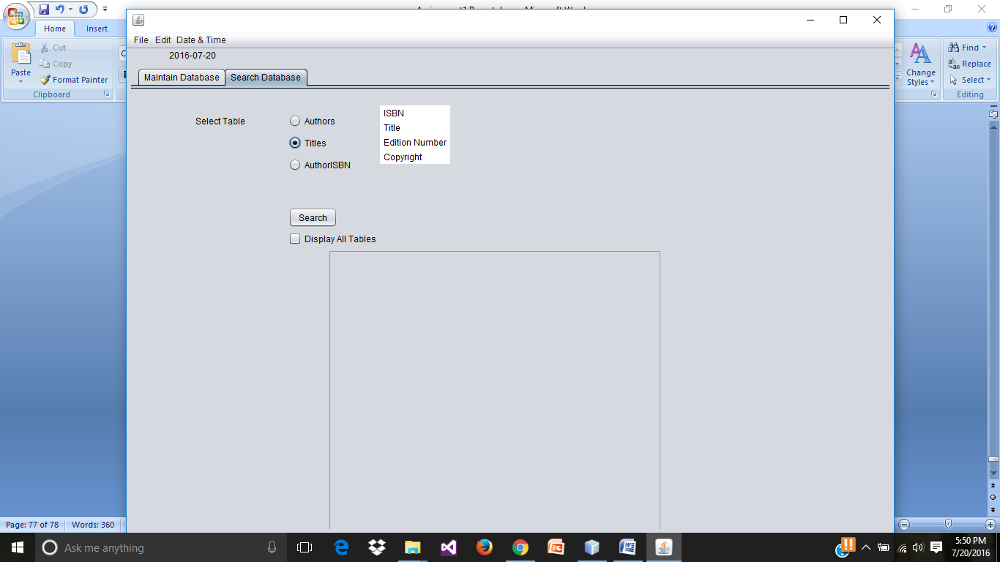 Home
Insert
Cut
Copy
Format Painter
Paste
Clipboard
File Edit Date & Time
2016-07-20
Maintain Database
Search Database
Select Table
Authors
Titles
AuthorISBN
ISBN
Title
Edition Number
Copyright
Search
Display All Tables
Find
Replace
Select
Change
Styles
Editing
Page: 77 of 78
Words: 360
Ask me anything
5:50 PM
7/20/2016